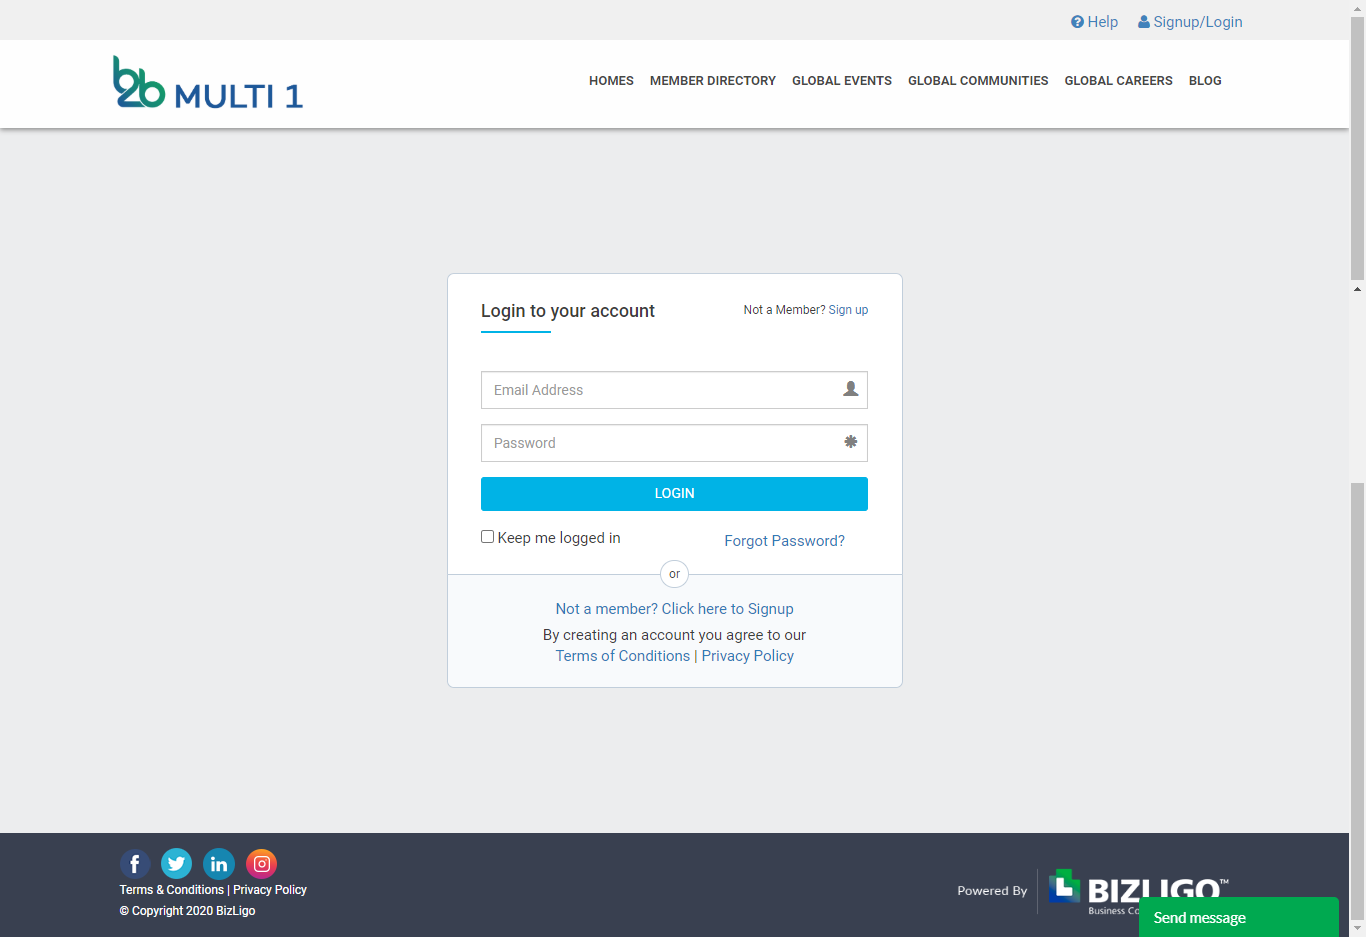 Help
Signup/Login
b2b MULTI 1
HOMES
MEMBER DIRECTORY
GLOBAL EVENTS
GLOBAL COMMUNITIES
GLOBAL CAREERS
BLOG
Login to your account
Not a Member? Sign up
Email Address
Password
LOGIN
Keep me logged in
Forgot Password?
or
Not a member? Click here to Signup
By creating an account you agree to our
Terms of Conditions | Privacy Policy
Terms & Conditions | Privacy Policy
© Copyright 2020 BizLigo
Powered By
BIZLIGO™
Business
Send message